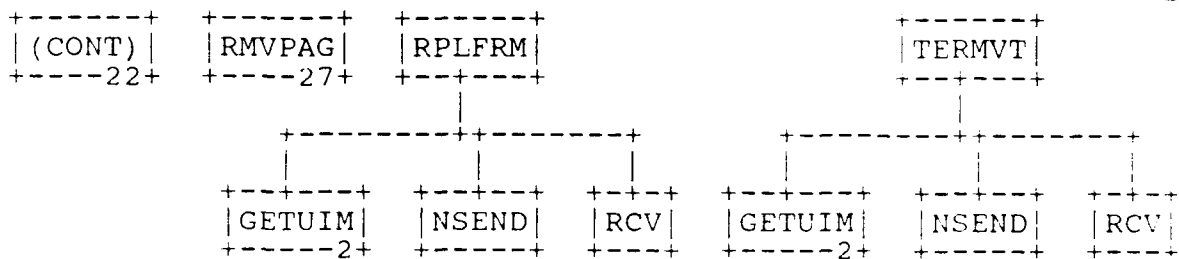 (CONT) RMVPAG RPLFRM TERMVT
22 27
GETUIM NSEND RCV GETUIM NSEND RCV
2 2